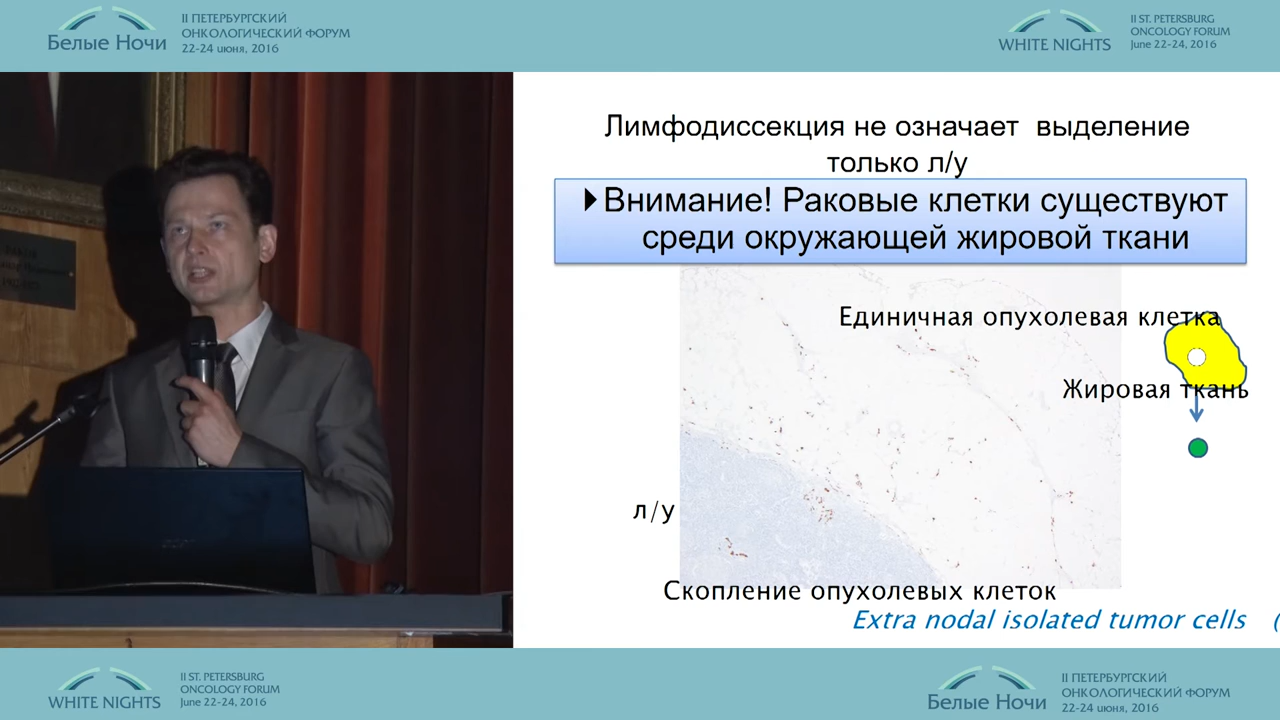 Белые Ночи
II ПЕТЕРБУРГСКИЙ
ОНКОЛОГИЧЕСКИЙ ФОРУМ
22-24 июня, 2016
WHITE NIGHTS
II ST. PETERSBURG
ONCOLOGY FORUM
June 22-24, 2016
Лимфодиссекция не означает выделение
только л/у
Внимание! Раковые клетки существуют
среди окружающей жировой ткани
Единичная опухолевая клетка
Жировая ткань
л/у
Скопление опухолевых клеток
Extra nodal isolated tumor cells (
WHITE NIGHTS
II ST. PETERSBURG
ONCOLOGY FORUM
June 22-24, 2016
Белые Ночи
II ПЕТЕРБУРГСКИЙ
ОНКОЛОГИЧЕСКИЙ ФОРУМ
22-24 июня, 2016